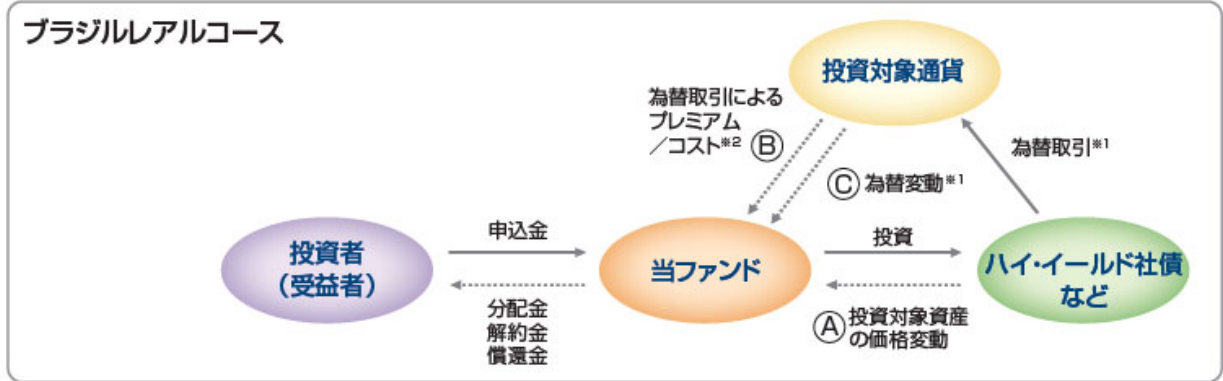 ブラジルレアルコース
投資対象通貨
為替取引による
プレミアム
／コスト※2 Ⓑ
為替取引※1
Ⓒ 為替変動※1
投資者
（受益者）
申込金
分配金
解約金
償還金
当ファンド
投資
Ⓐ 投資対象資産
の価格変動
ハイ・イールド社債
など